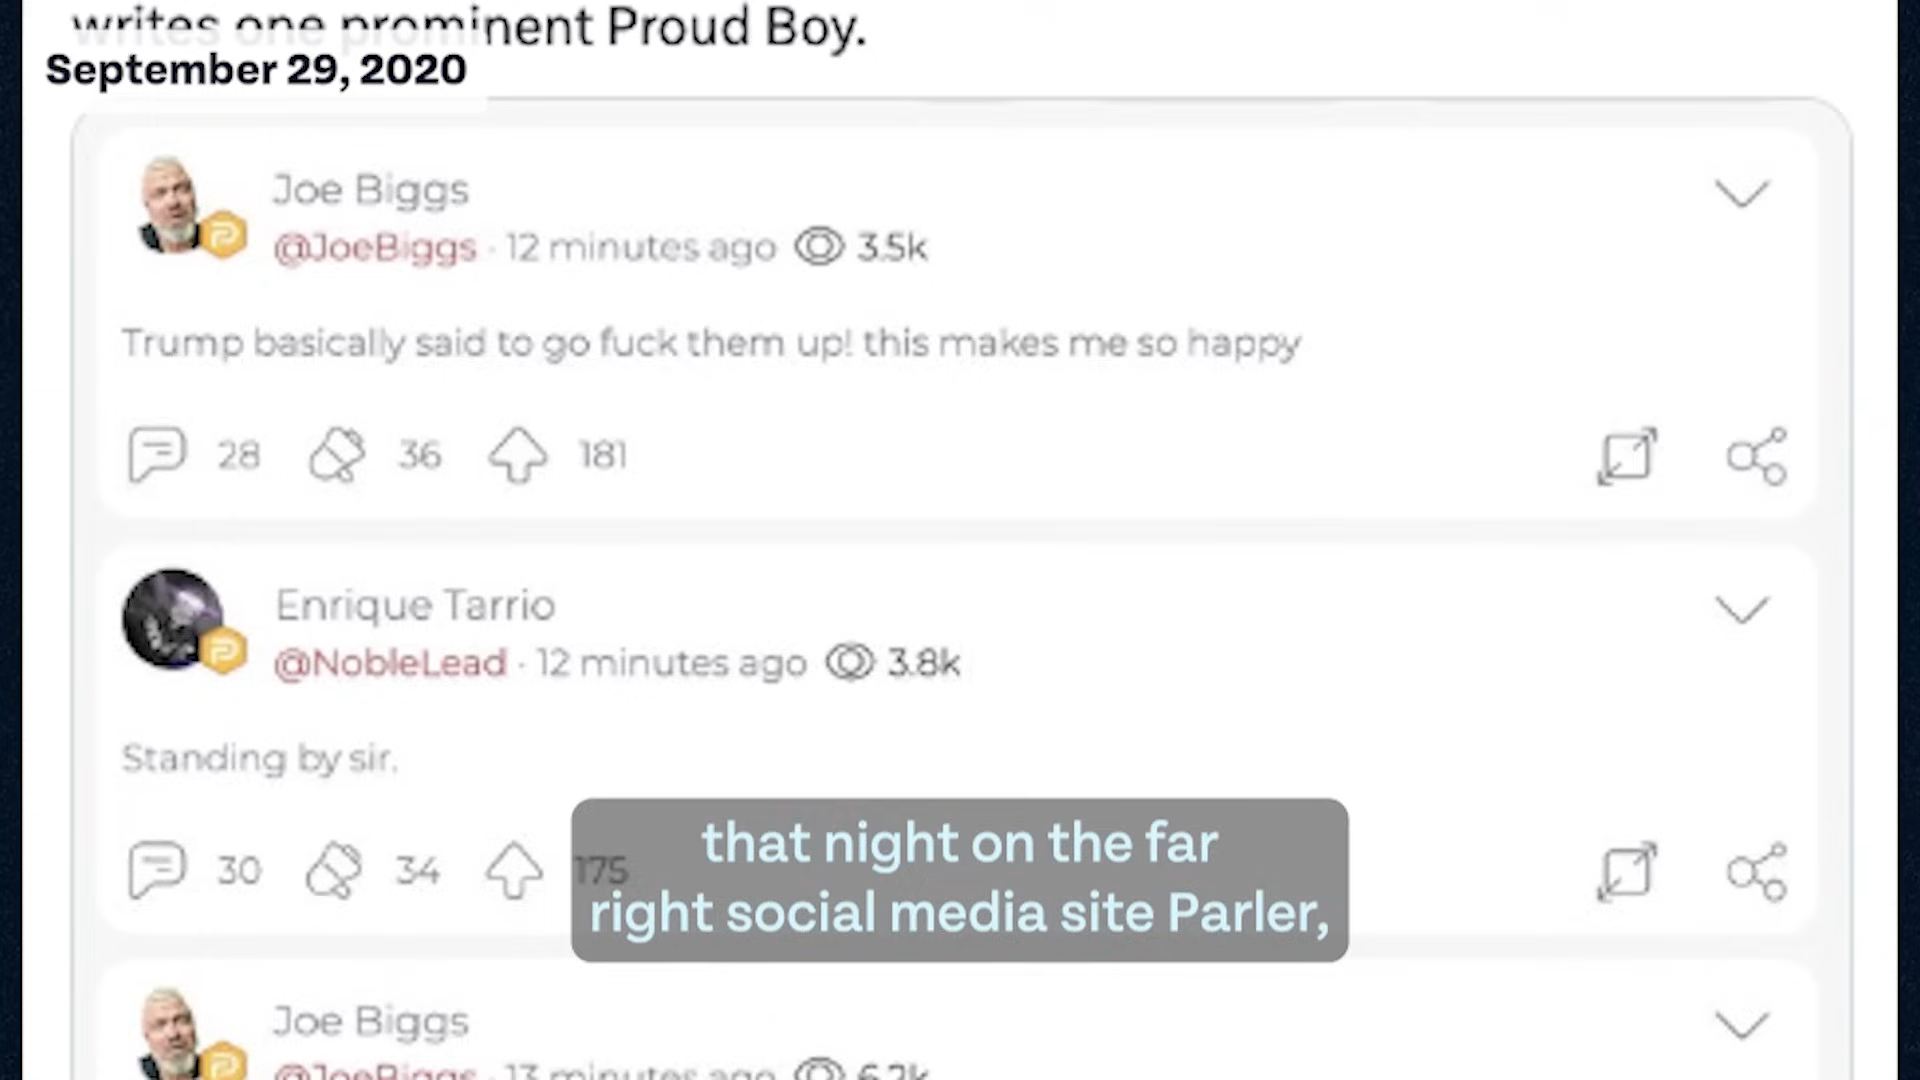 writes one prominent Proud Boy.
September 29, 2020
Joe Biggs
@JoeBiggs · 12 minutes ago 3.5k
Trump basically said to go fuck them up! this makes me so happy
28 36 181
Enrique Tarrio
@NobleLead · 12 minutes ago 3.8k
Standing by sir.
30 34 175
that night on the far
right social media site Parler,
Joe Biggs
@JoeBiggs · 13 minutes ago 6.2k